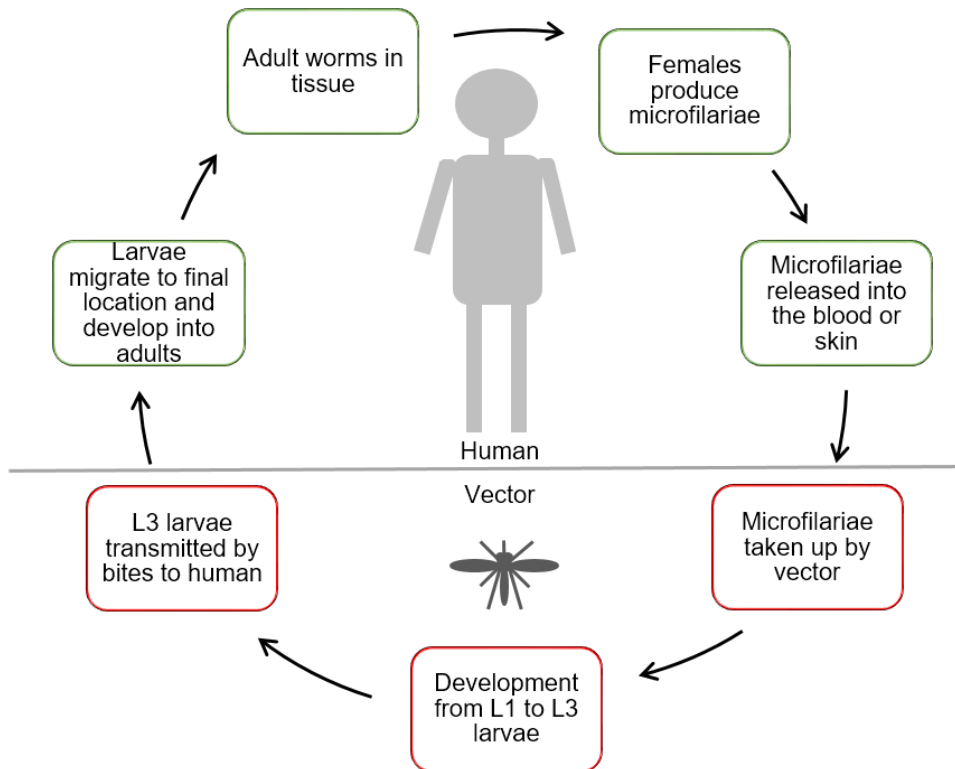 Adult worms in
tissue
Females
produce
microfilariae
Larvae
migrate to final
location and
develop into
adults
Microfilariae
released into
the blood or
skin
Human
Vector
L3 larvae
transmitted by
bites to human
Microfilariae
taken up by
vector
Development
from L1 to L3
larvae